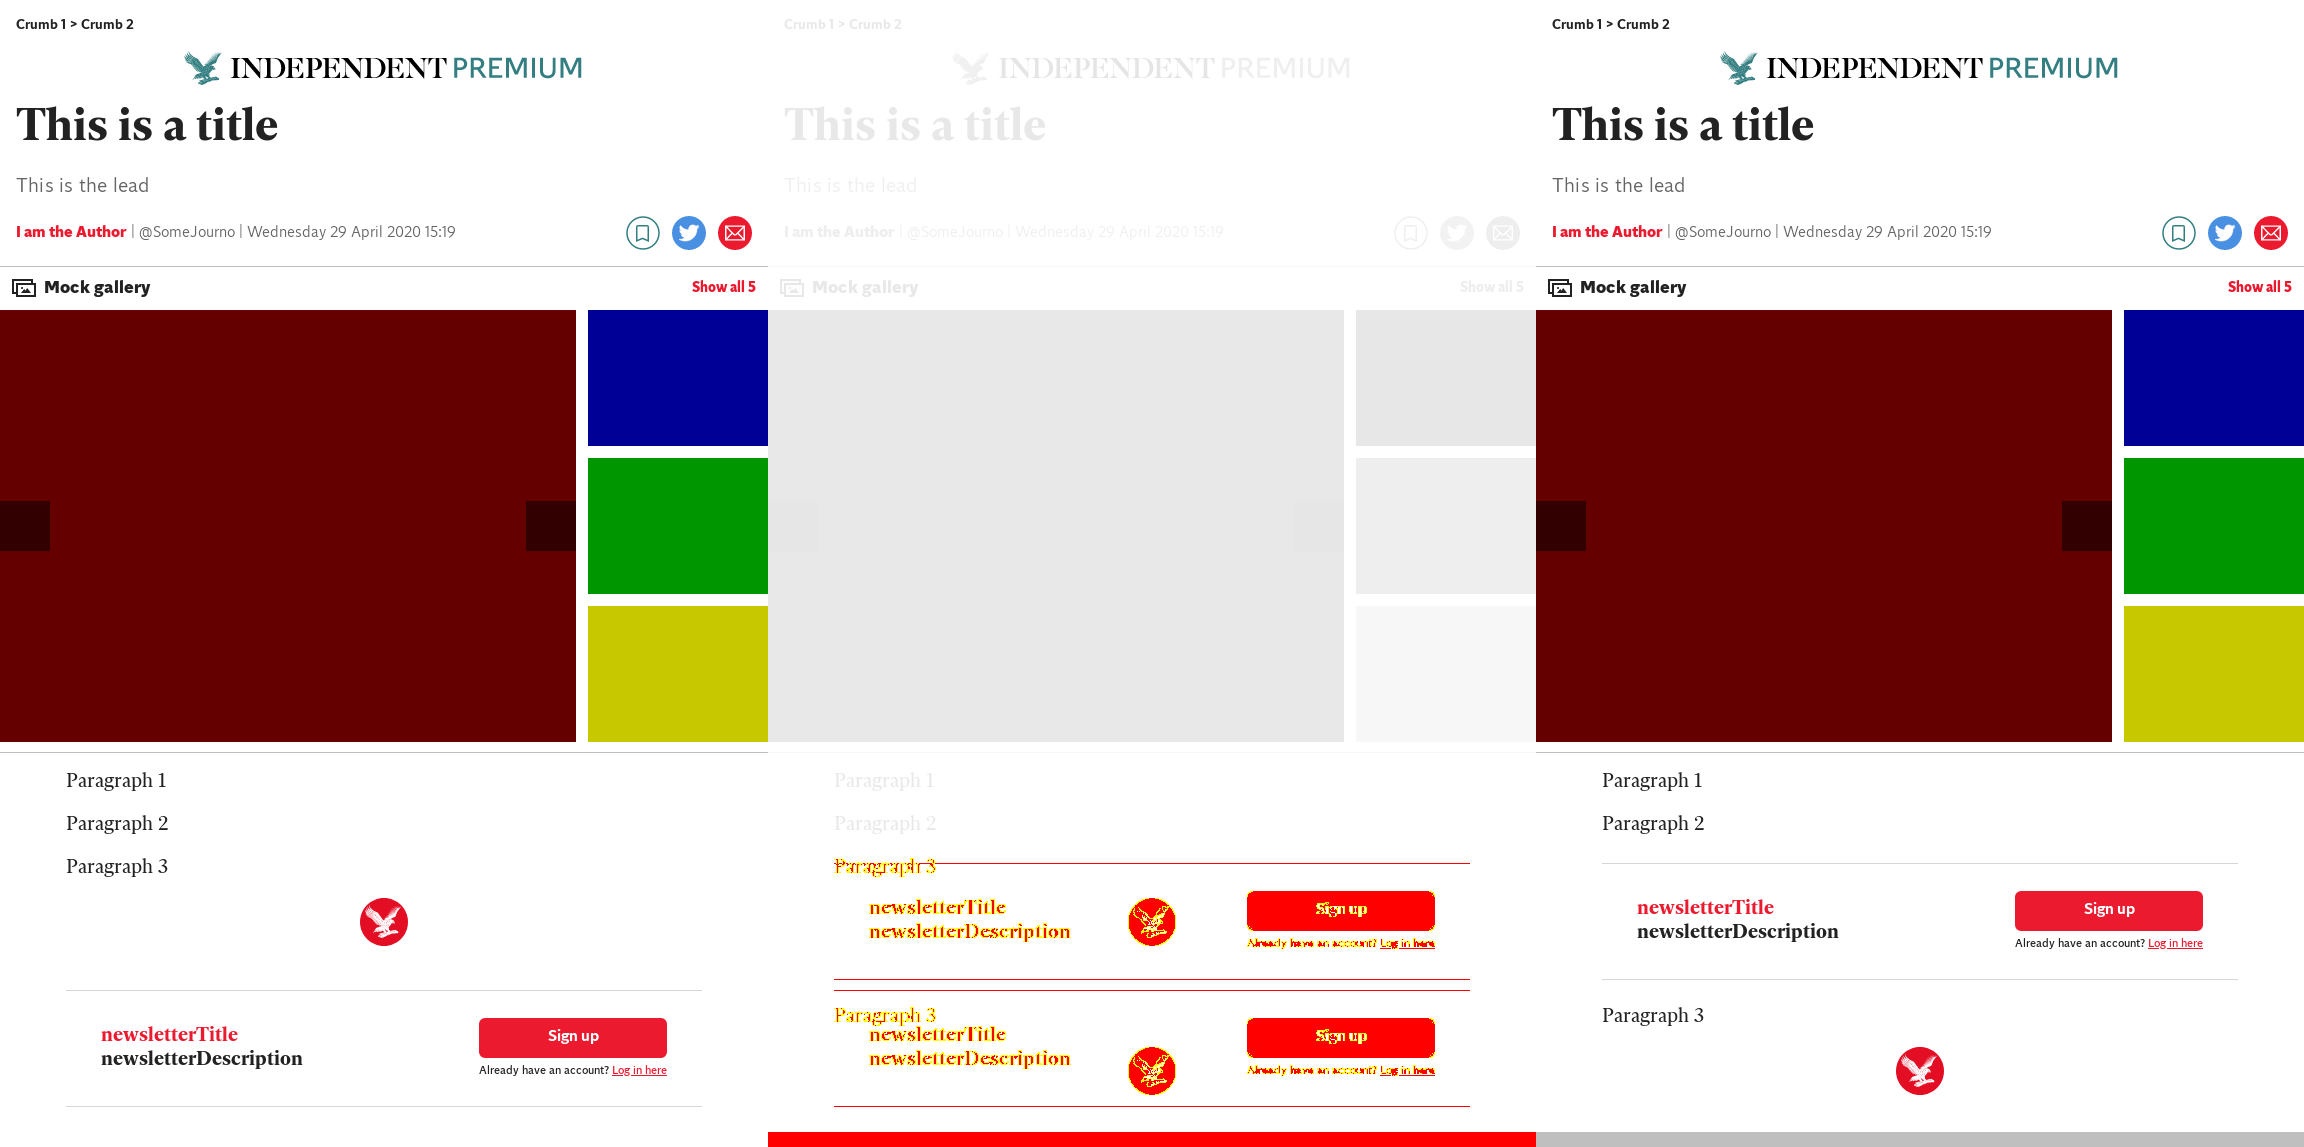 Crumb 1 > Crumb 2
INDEPENDENT PREMIUM
This is a title
This is the lead
I am the Author | @SomeJourno | Wednesday 29 April 2020 15:19
Mock gallery
Show all 5
Paragraph 1
Paragraph 2
Paragraph 3
newsletterTitle
newsletterDescription
Sign up
Already have an account? Log in here
Crumb 1 > Crumb 2
INDEPENDENT PREMIUM
This is a title
This is the lead
I am the Author | @SomeJourno | Wednesday 29 April 2020 15:19
Mock gallery
Show all 5
Paragraph 1
Paragraph 2
Paragraph 3
newsletterTitle
newsletterDescription
Sign up
Already have an account? Log in here
Paragraph 3
newsletterTitle
newsletterDescription
Sign up
Already have an account? Log in here
Crumb 1 > Crumb 2
INDEPENDENT PREMIUM
This is a title
This is the lead
I am the Author | @SomeJourno | Wednesday 29 April 2020 15:19
Mock gallery
Show all 5
Paragraph 1
Paragraph 2
newsletterTitle
newsletterDescription
Sign up
Already have an account? Log in here
Paragraph 3